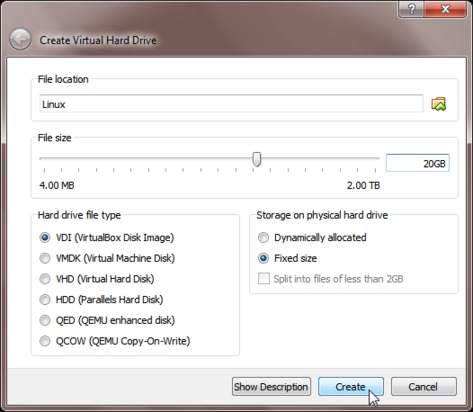 Create Virtual Hard Drive
File location
Linux
File size
20GB
4.00 MB 2.00 TB
Hard drive file type
VDI (VirtualBox Disk Image)
VMDK (Virtual Machine Disk)
VHD (Virtual Hard Disk)
HDD (Parallels Hard Disk)
QED (QEMU enhanced disk)
QCOW (QEMU Copy-On-Write)
Storage on physical hard drive
Dynamically allocated
Fixed size
Split into files of less than 2GB
Show Description Create Cancel